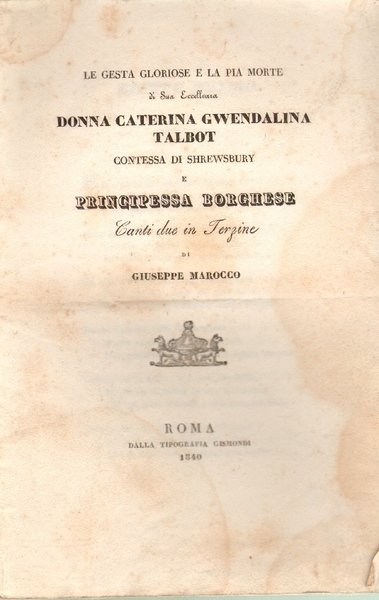 LE GESTA GLORIOSE E LA PIA MORTE
di Sua Eccellenza
DONNA CATERINA GWENDALINA
TALBOT
CONTESSA DI SHREWSBURY
E
PRINCIPESSA BORGHESE
Canti due in Terzine
DI
GIUSEPPE MAROCCO
ROMA
DALLA TIPOGRAFIA GISMONDI
1840